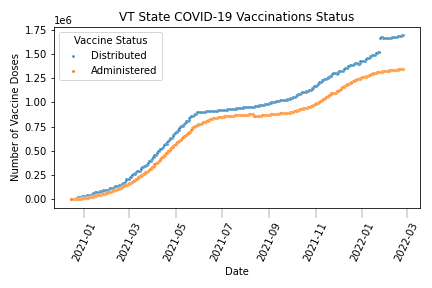 VT State COVID-19 Vaccinations Status
1e6
Vaccine Status
Distributed
Administered
Number of Vaccine Doses
1.75
1.50
1.25
1.00
0.75
0.50
0.25
0.00
2021-01
2021-03
2021-05
2021-07
2021-09
2021-11
2022-01
2022-03
Date